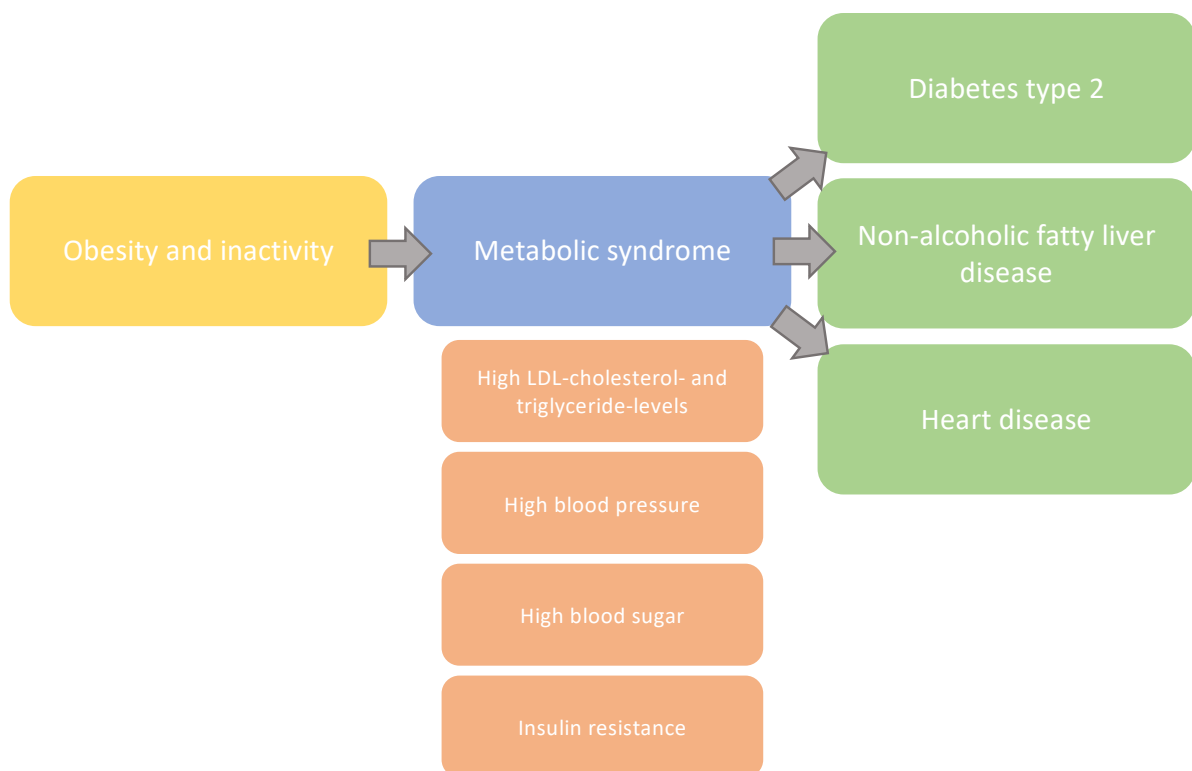 Diabetes type 2
Obesity and inactivity
Metabolic syndrome
Non-alcoholic fatty liver
disease
Heart disease
High LDL-cholesterol- and
triglyceride-levels
High blood pressure
High blood sugar
Insulin resistance